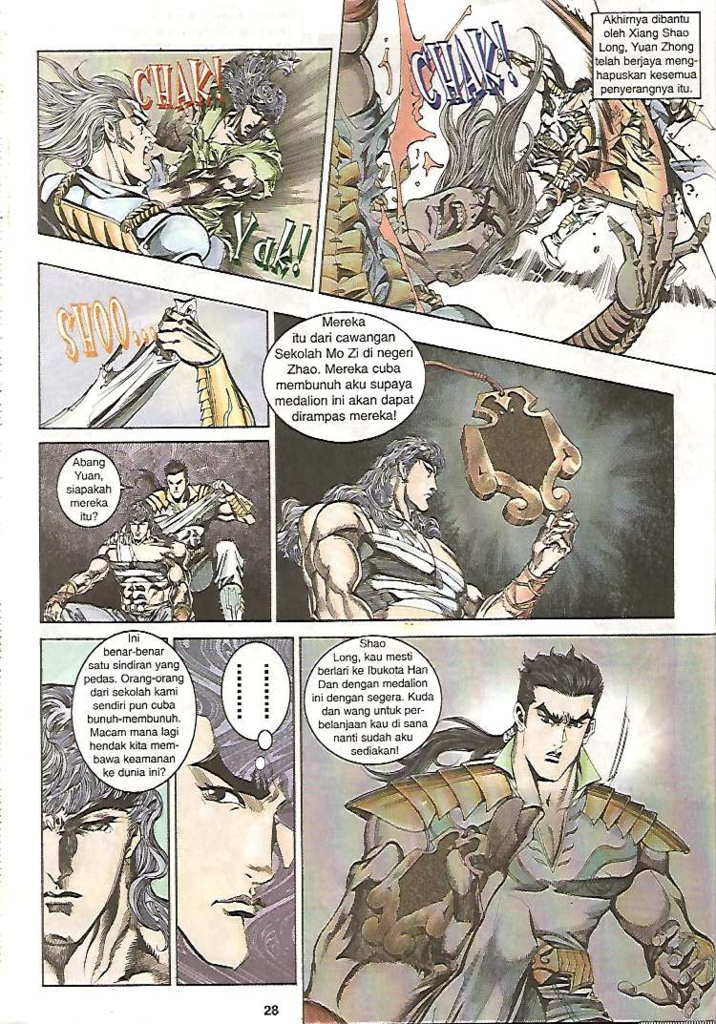 CHAK!
YAK!
CHAK!
Akhirnya dibantu
oleh Xiang Shao
Long, Yuan Zhong
telah berjaya meng-
hapuskan kesemua
penyerangnya itu.
SHOO...
Mereka
itu dari cawangan
Sekolah Mo Zi di negeri
Zhao. Mereka cuba
membunuh aku supaya
medalion ini akan dapat
dirampas mereka!
Abang
Yuan,
siapakah
mereka
itu?
Ini
benar-benar
satu sindiran yang
pedas. Orang-orang
dari sekolah kami
sendiri pun cuba
bunuh-membunuh.
Macam mana lagi
hendak kita mem-
bawa keamanan
ke dunia ini?
Shao
Long, kau mesti
berlari ke Ibukota Han
Dan dengan medalion
ini dengan segera. Kuda
dan wang untuk per-
belanjaan kau di sana
nanti sudah aku
sediakan!
28